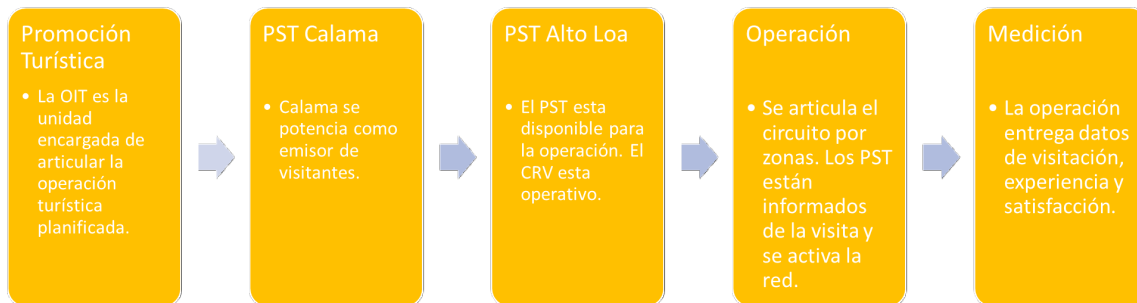 Promoción
Turística
• La OIT es la
unidad
encargada de
articular la
operación
turística
planificada.
PST Calama
• Calama se
potencia como
emisor de
visitantes.
PST Alto Loa
• El PST esta
disponible para
la operación. El
CRV esta
operativo.
Operación
• Se articula el
circuito por
zonas. Los PST
están
informados
de la visita y
se activa la
red.
Medición
• La operación
entrega datos
de visitación,
experiencia y
satisfacción.